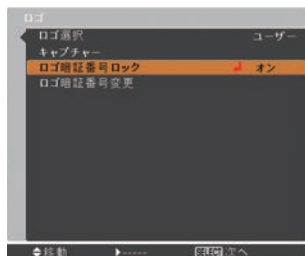 ロゴ
ロゴ選択 ユーザー
キャプチャー
ロゴ暗証番号ロック オン
ロゴ暗証番号変更
移動 ----- SELECT 次へ